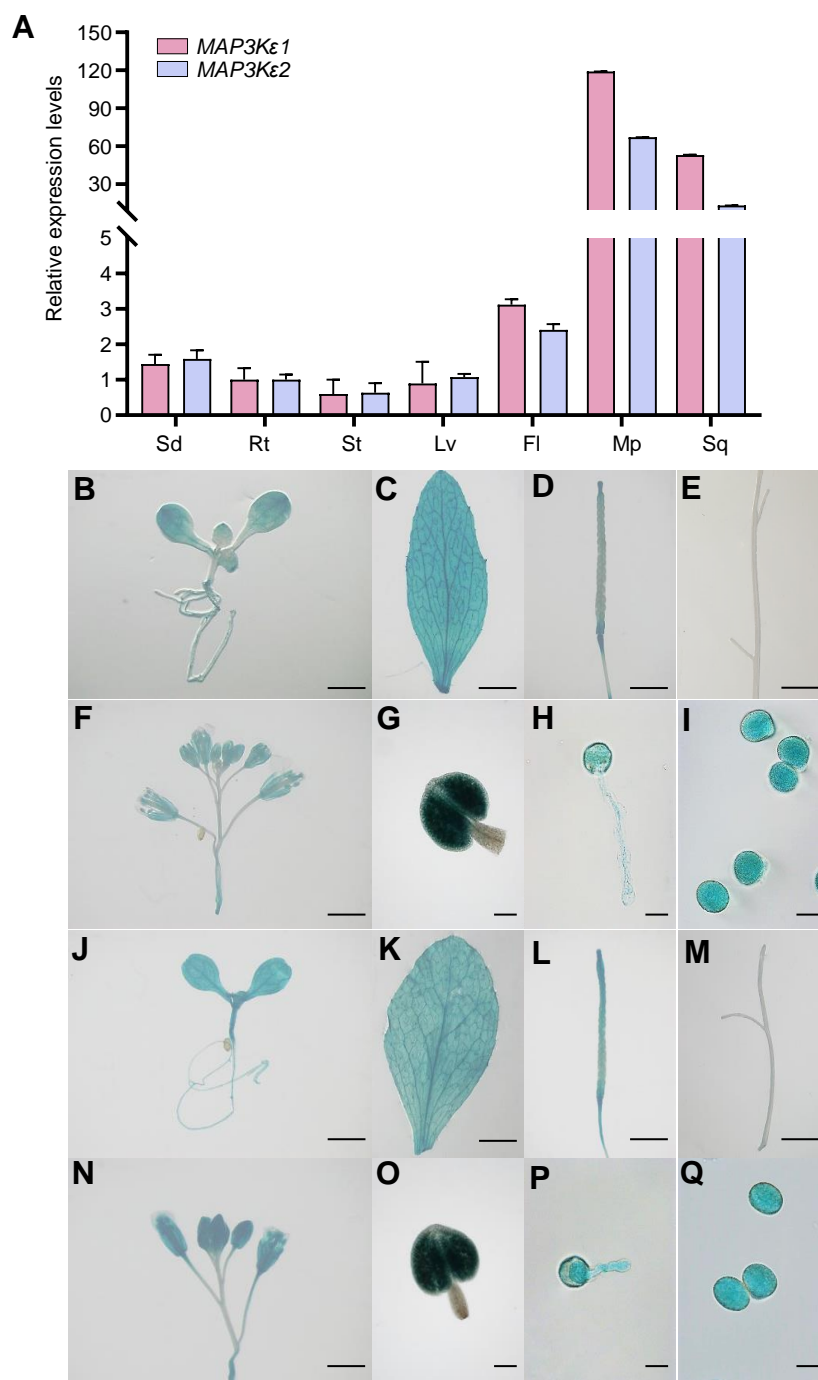 A
MAP3Kε1
MAP3Kε2
Relative expression levels
150
120
90
60
30
5
4
3
2
1
0
Sd Rt St Lv Fl Mp Sq
B C D E
F G H I
J K L M
N O P Q